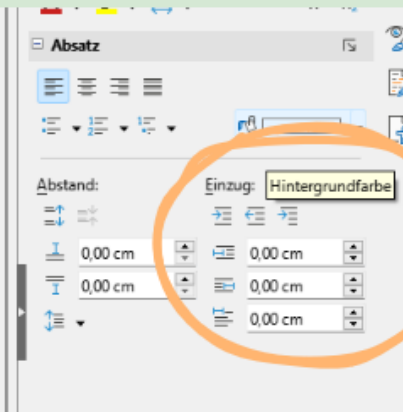 Absatz
Abstand:
Einzug:
Hintergrundfarbe
0,00 cm
0,00 cm
0,00 cm
0,00 cm
0,00 cm